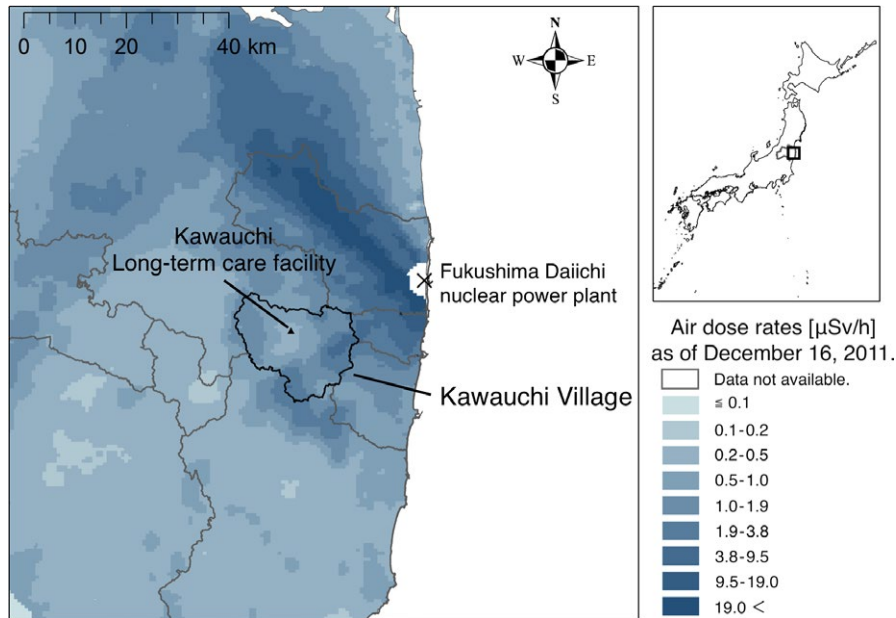 0 10 20 40 km
N
W E
S
Kawauchi
Long-term care facility
Fukushima Daiichi
nuclear power plant
Kawauchi Village
Air dose rates [μSv/h]
as of December 16, 2011.
Data not available.
≦ 0.1
0.1-0.2
0.2-0.5
0.5-1.0
1.0-1.9
1.9-3.8
3.8-9.5
9.5-19.0
19.0 <